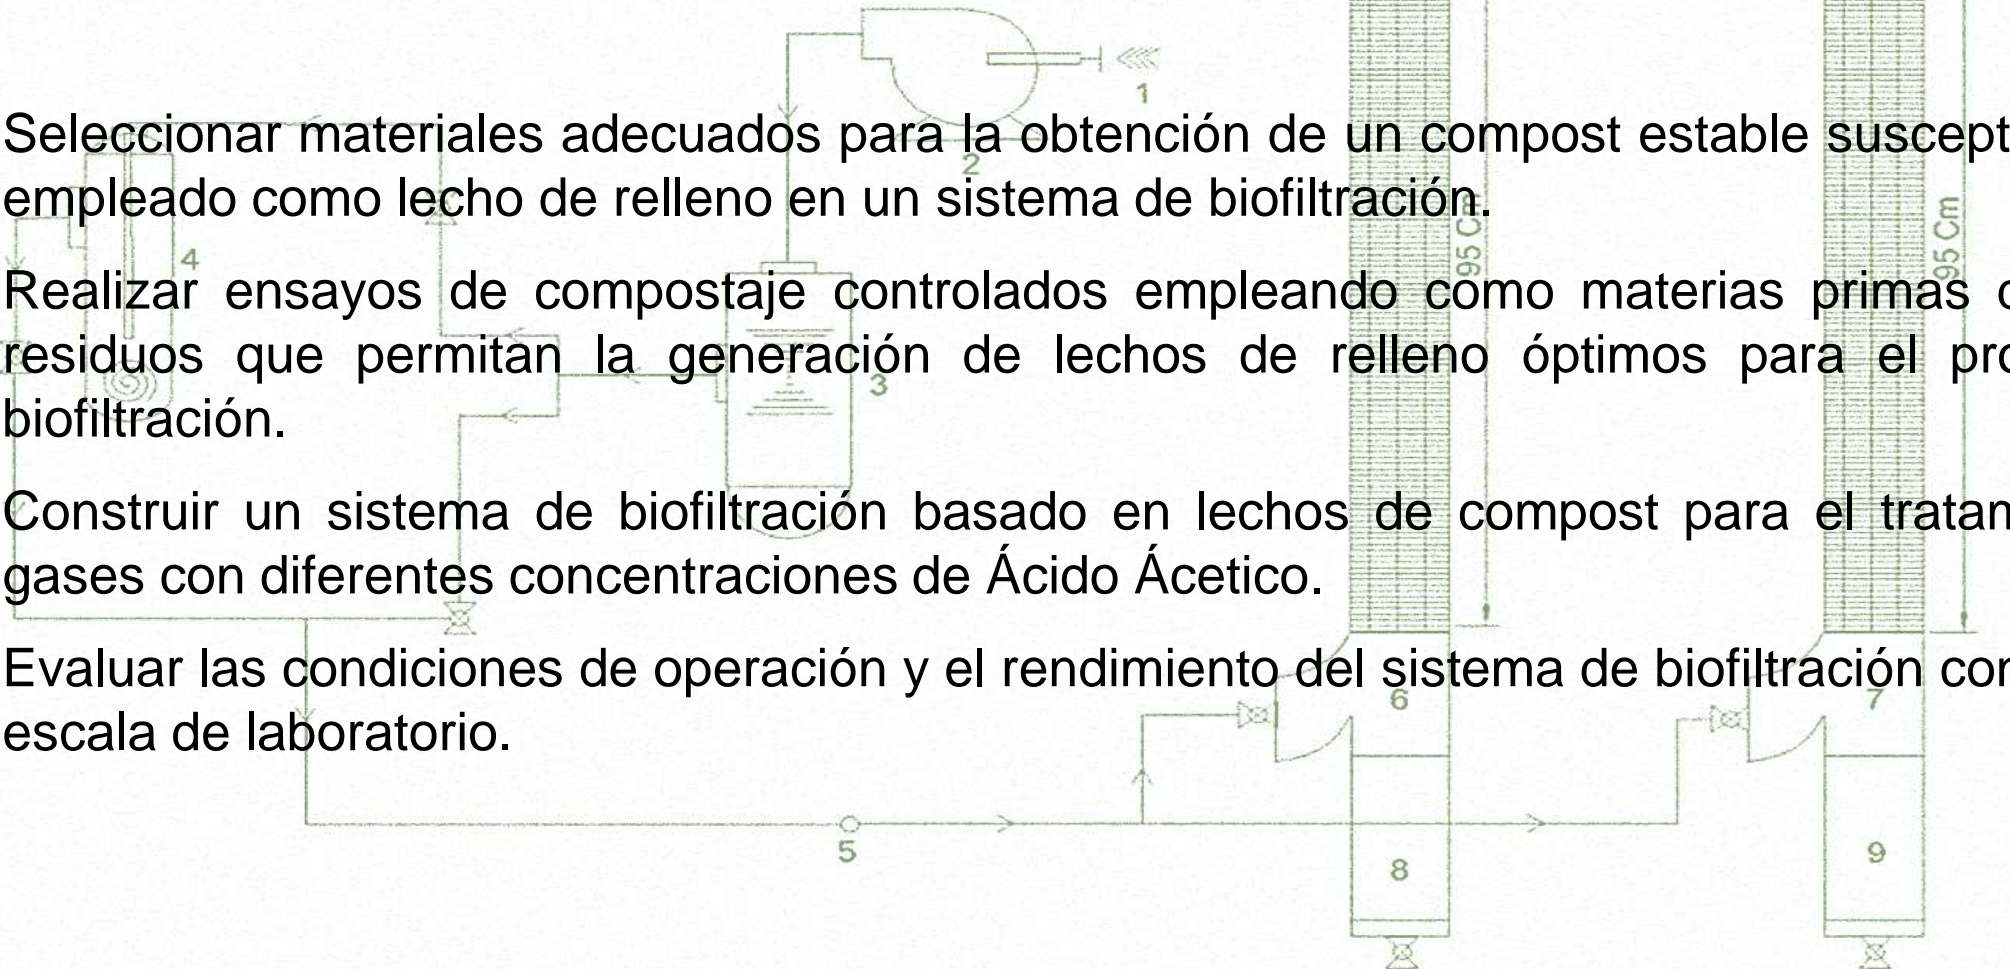 Seleccionar materiales adecuados para la obtención de un compost estable suscept
empleado como lecho de relleno en un sistema de biofiltración.
Realizar ensayos de compostaje controlados empleando como materias primas
residuos que permitan la generación de lechos de relleno óptimos para el pro
biofiltración.
Construir un sistema de biofiltración basado en lechos de compost para el tratam
gases con diferentes concentraciones de Ácido Ácetico.
Evaluar las condiciones de operación y el rendimiento del sistema de biofiltración con
escala de laboratorio.
1
2
3
4
5
6
7
8
9
95 Cm
95 Cm